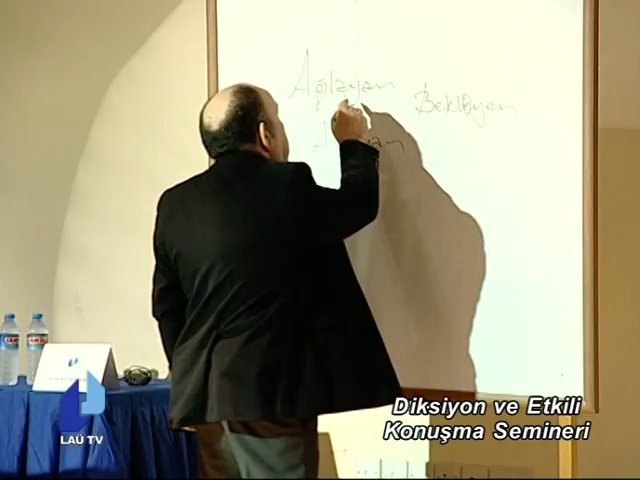 Ağlayan Bekleyen
Diksiyon ve Etkili
Konuşma Semineri
LAÜ TV